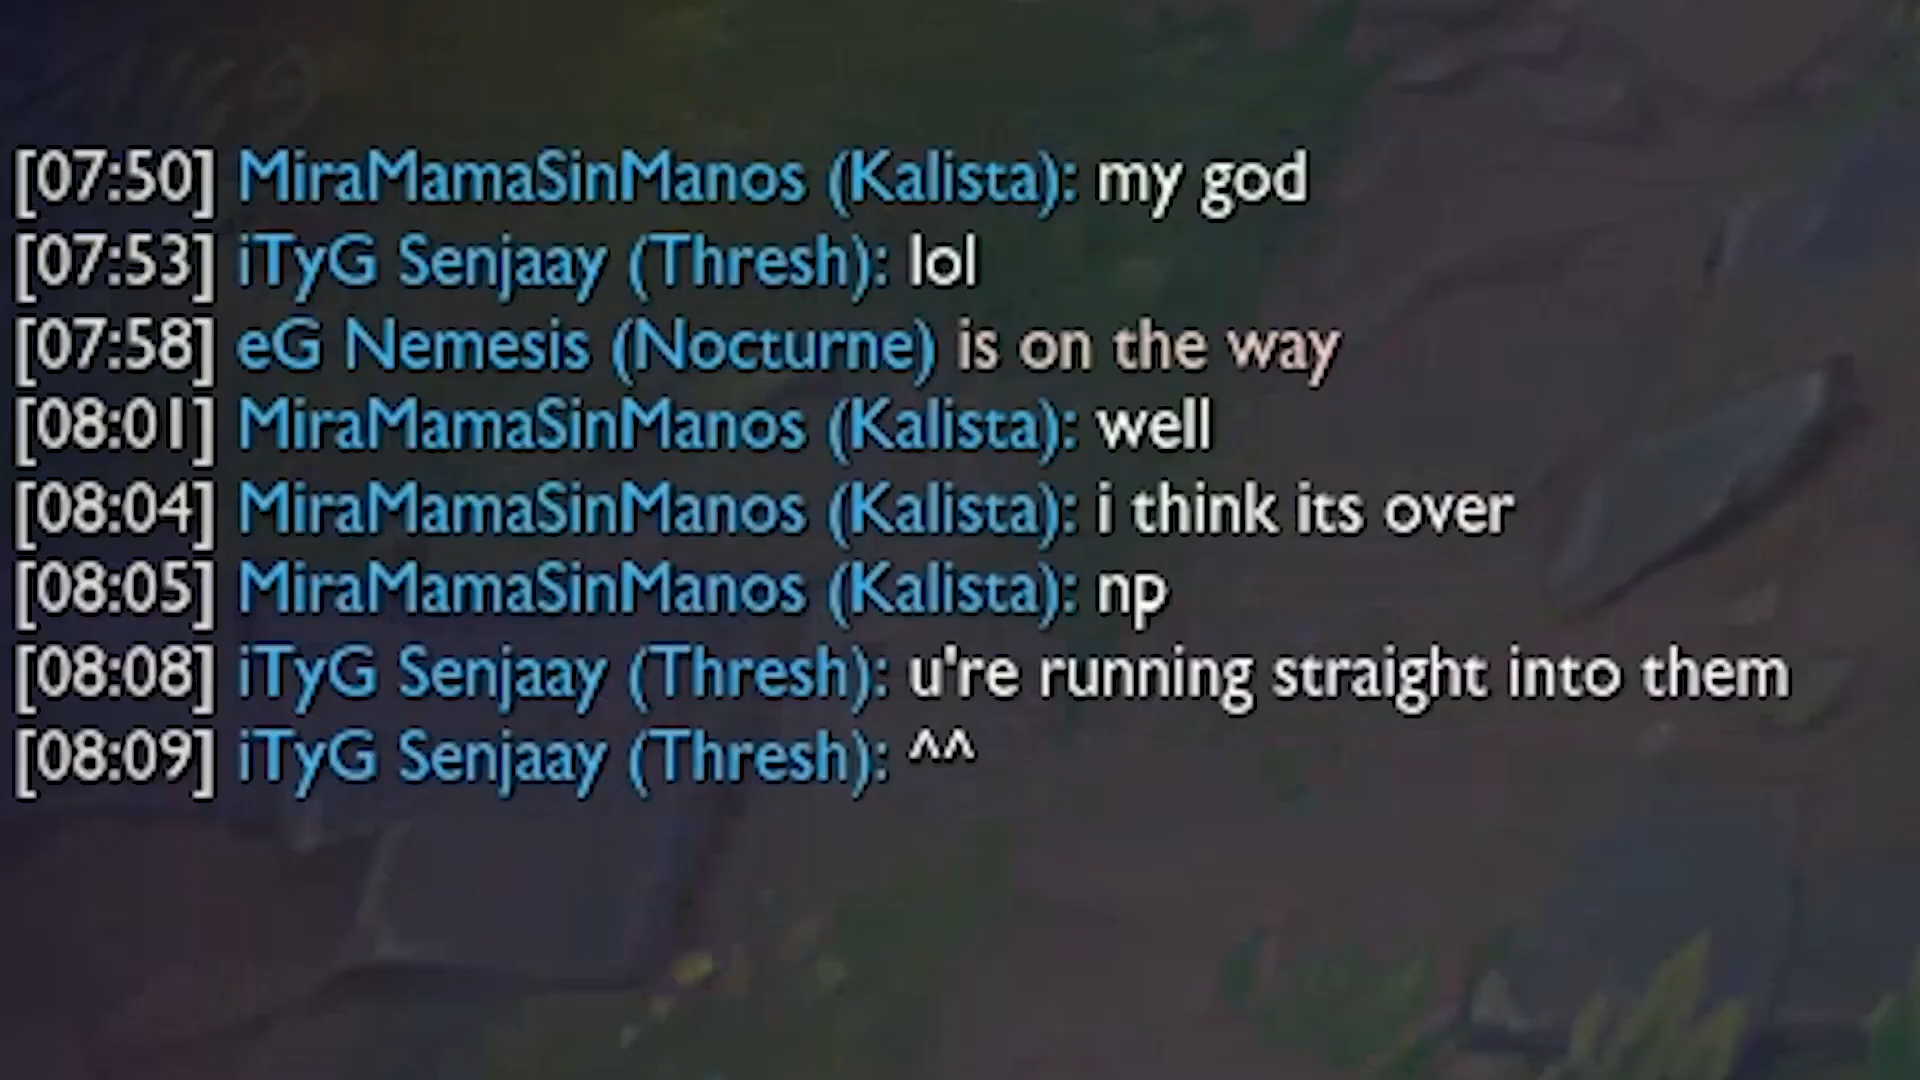 [07:50] MiraMamaSinManos (Kalista): my god
[07:53] iTyG Senjaay (Thresh): lol
[07:58] eG Nemesis (Nocturne) is on the way
[08:01] MiraMamaSinManos (Kalista): well
[08:04] MiraMamaSinManos (Kalista): i think its over
[08:05] MiraMamaSinManos (Kalista): np
[08:08] iTyG Senjaay (Thresh): u're running straight into them
[08:09] iTyG Senjaay (Thresh): ^^